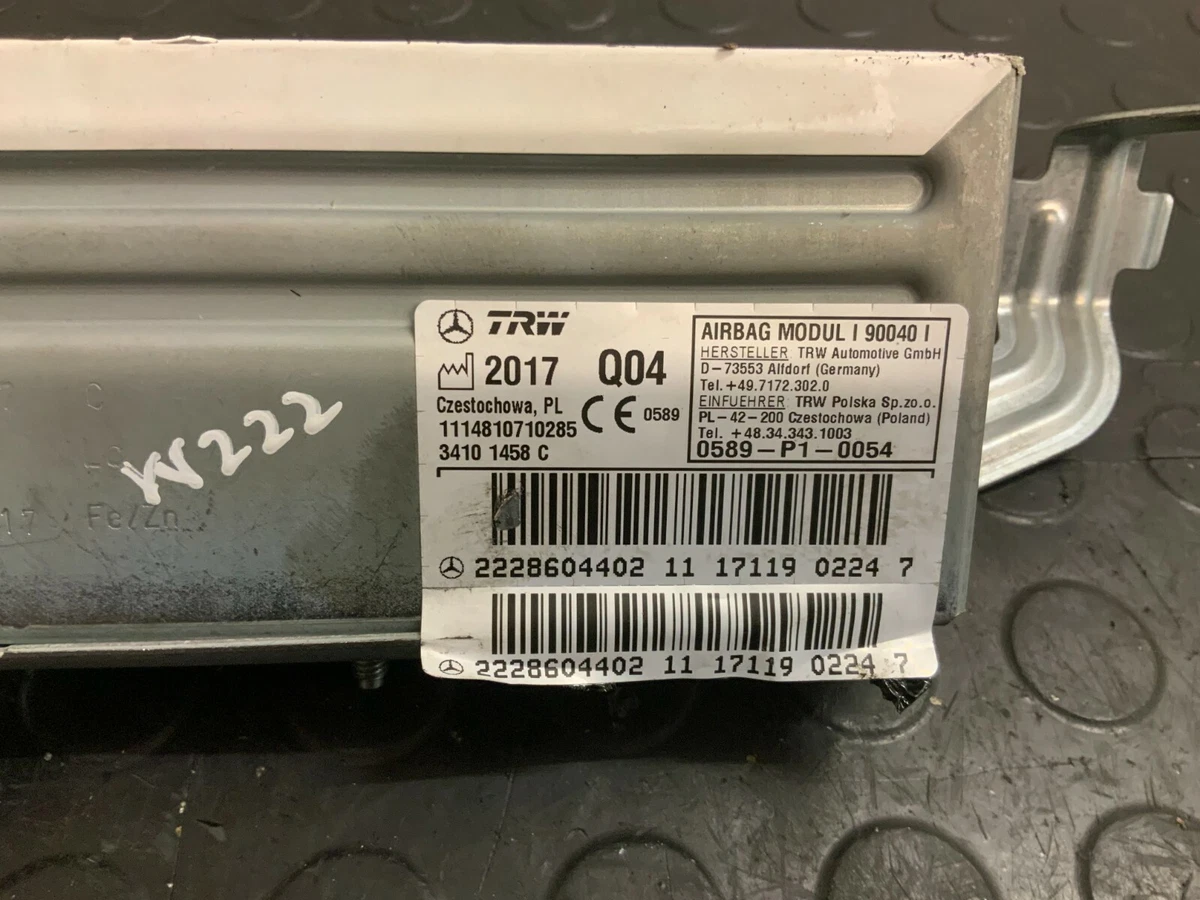 TRW
2017 Q04
Czestochowa, PL
1114810710285
3410 1458 C
CE 0589
AIRBAG MODUL I 90040 I
HERSTELLER TRW Automotive GmbH
D-73553 Alfdorf (Germany)
Tel.+49.7172.302.0
EINFUEHRER TRW Polska Sp.zo.o.
PL-42-200 Czestochowa (Poland)
Tel. +48.34.343.1003
0589-P1-0054
2228604402 11 17119 0224 7
2228604402 11 17119 0224 7
W222
17 Fe/Zn